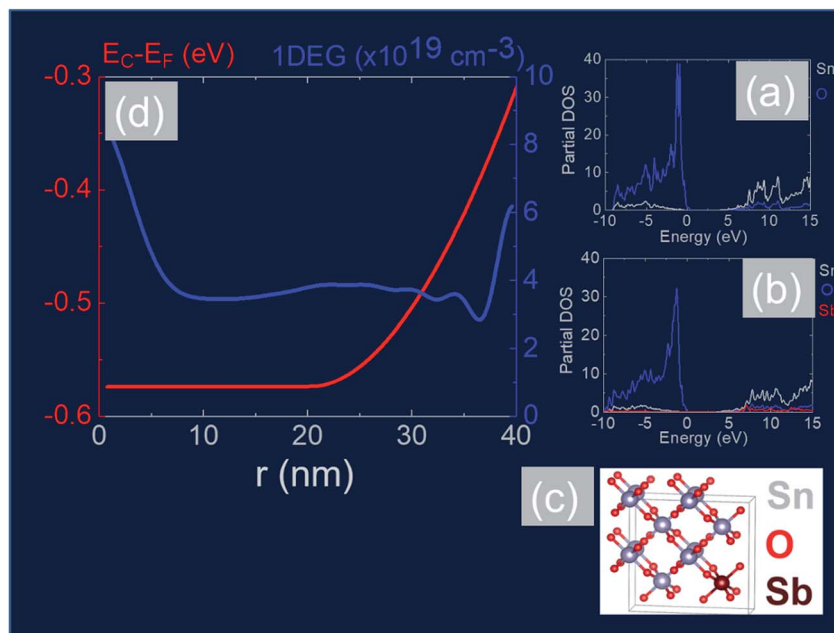 E_C-E_F (eV) 1DEG (x10^19 cm^-3)
(d)
-0.3
-0.4
-0.5
-0.6
10
8
6
4
2
0
0 10 20 30 40
r (nm)
(a)
Sn
O
Partial DOS
40
30
20
10
0
-10 -5 0 5 10 15
Energy (eV)
(b)
Sn
O
Sb
Partial DOS
40
30
20
10
0
-10 -5 0 5 10 15
Energy (eV)
(c)
Sn
O
Sb